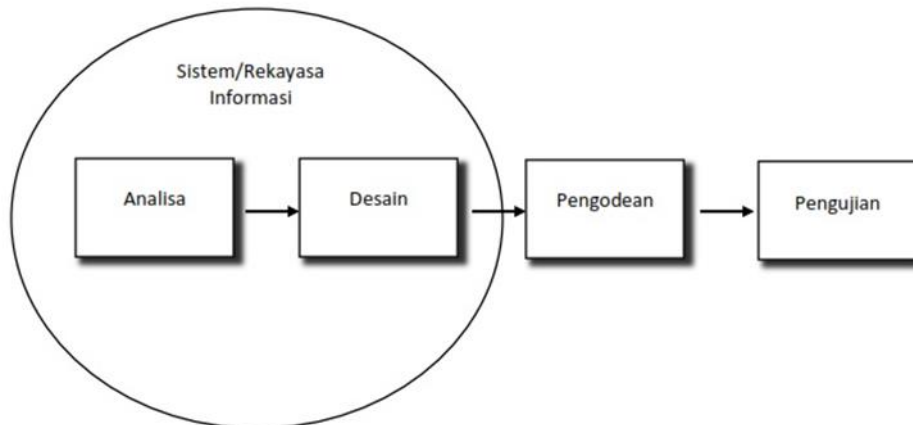 Sistem/Rekayasa
Informasi
Analisa
Desain
Pengodean
Pengujian